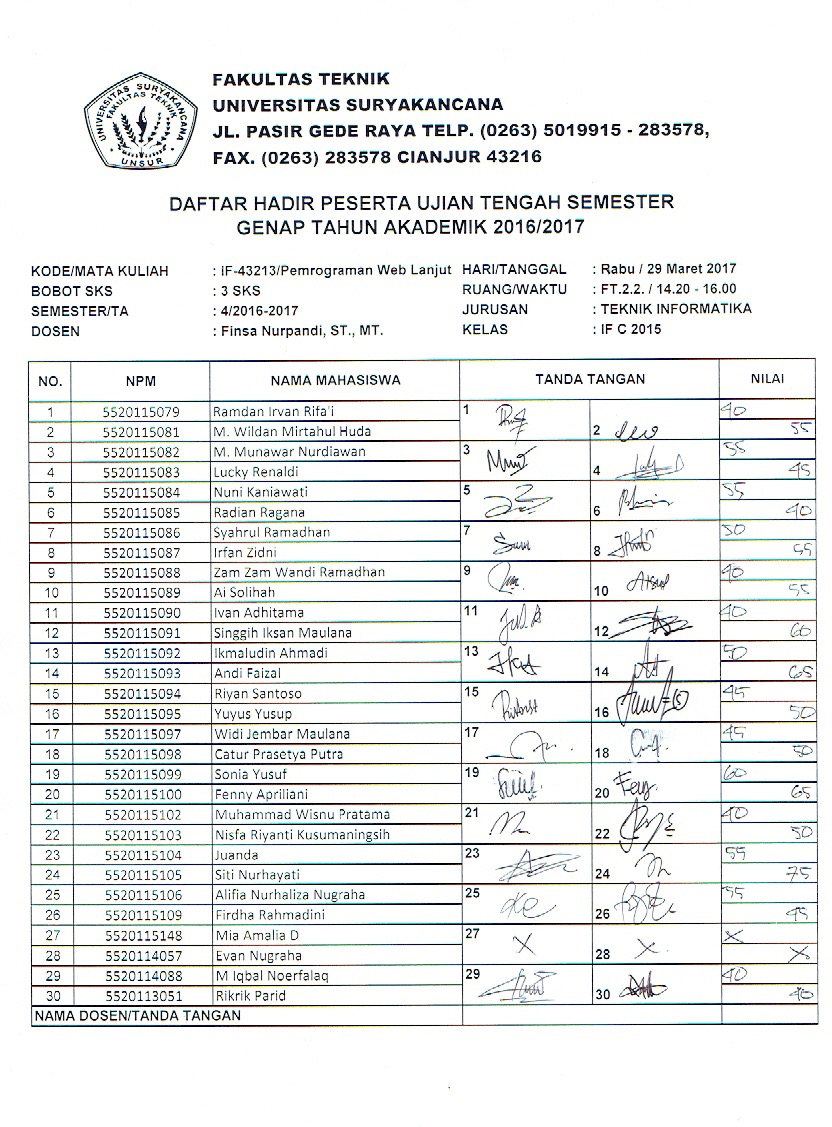 UNIVERSITAS SURYAKANCANA
FAKULTAS TEKNIK
UNSUR
FAKULTAS TEKNIK
UNIVERSITAS SURYAKANCANA
JL. PASIR GEDE RAYA TELP. (0263) 5019915 - 283578,
FAX. (0263) 283578 CIANJUR 43216
DAFTAR HADIR PESERTA UJIAN TENGAH SEMESTER
GENAP TAHUN AKADEMIK 2016/2017
KODE/MATA KULIAH : IF-43213/Pemrograman Web Lanjut HARI/TANGGAL : Rabu / 29 Maret 2017
BOBOT SKS : 3 SKS RUANG/WAKTU : FT.2.2. / 14.20 - 16.00
SEMESTER/TA : 4/2016-2017 JURUSAN : TEKNIK INFORMATIKA
DOSEN : Finsa Nurpandi, ST., MT. KELAS : IF C 2015
NO. NPM NAMA MAHASISWA TANDA TANGAN NILAI
1 5520115079 Ramdan Irvan Rifa'i 1 40
2 5520115081 M. Wildan Mirtahul Huda 2 55
3 5520115082 M. Munawar Nurdiawan 3 55
4 5520115083 Lucky Renaldi 4 45
5 5520115084 Nuni Kaniawati 5 55
6 5520115085 Radian Ragana 6 40
7 5520115086 Syahrul Ramadhan 7 50
8 5520115087 Irfan Zidni 8 55
9 5520115088 Zam Zam Wandi Ramadhan 9 40
10 5520115089 Ai Solihah 10 55
11 5520115090 Ivan Adhitama 11 40
12 5520115091 Singgih Iksan Maulana 12 60
13 5520115092 Ikmaludin Ahmadi 13 50
14 5520115093 Andi Faizal 14 65
15 5520115094 Riyan Santoso 15 45
16 5520115095 Yuyus Yusup 16 50
17 5520115097 Widi Jembar Maulana 17 45
18 5520115098 Catur Prasetya Putra 18 50
19 5520115099 Sonia Yusuf 19 60
20 5520115100 Fenny Apriliani 20 Feny 65
21 5520115102 Muhammad Wisnu Pratama 21 40
22 5520115103 Nisfa Riyanti Kusumaningsih 22 50
23 5520115104 Juanda 23 55
24 5520115105 Siti Nurhayati 24 75
25 5520115106 Alifia Nurhaliza Nugraha 25 55
26 5520115109 Firdha Rahmadini 26 45
27 5520115148 Mia Amalia D 27 X X
28 5520114057 Evan Nugraha 28 X X
29 5520114088 M Iqbal Noerfalaq 29 40
30 5520113051 Rikrik Parid 30 40
NAMA DOSEN/TANDA TANGAN